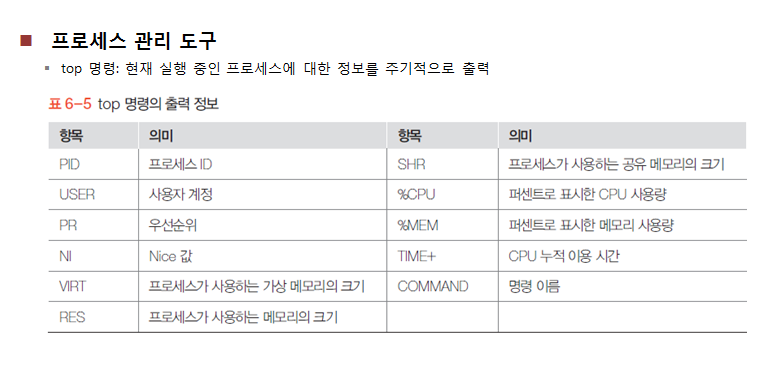 프로세스 관리 도구
top 명령: 현재 실행 중인 프로세스에 대한 정보를 주기적으로 출력
표 6-5 top 명령의 출력 정보
항목 의미 항목 의미
PID 프로세스 ID SHR 프로세스가 사용하는 공유 메모리의 크기
USER 사용자 계정 %CPU 퍼센트로 표시한 CPU 사용량
PR 우선순위 %MEM 퍼센트로 표시한 메모리 사용량
NI Nice 값 TIME+ CPU 누적 이용 시간
VIRT 프로세스가 사용하는 가상 메모리의 크기 COMMAND 명령 이름
RES 프로세스가 사용하는 메모리의 크기